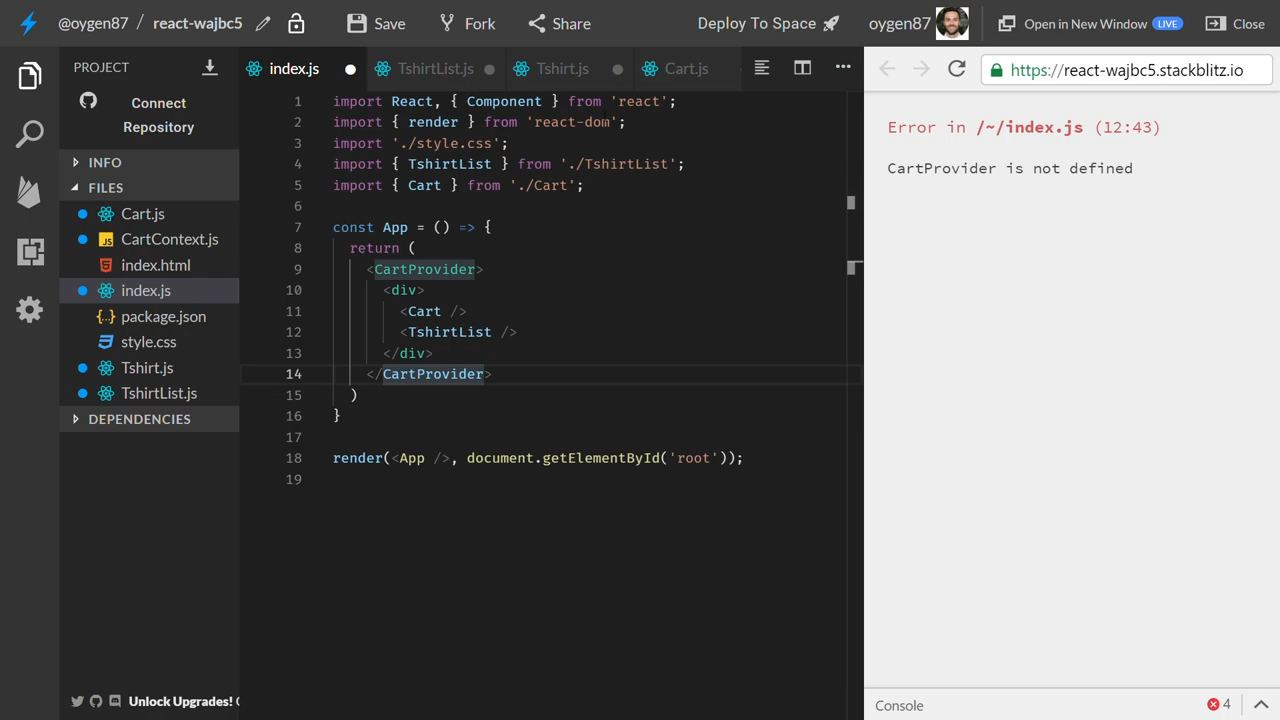 @oygen87 / react-wajbc5 Save Fork Share Deploy To Space oygen87 Open in New Window LIVE Close
PROJECT
Connect
Repository
INFO
FILES
Cart.js
JS CartContext.js
index.html
index.js
{..} package.json
style.css
Tshirt.js
TshirtList.js
DEPENDENCIES
Unlock Upgrades!
index.js TshirtList.js Tshirt.js Cart.js
1 import React, { Component } from 'react';
2 import { render } from 'react-dom';
3 import './style.css';
4 import { TshirtList } from './TshirtList';
5 import { Cart } from './Cart';
6
7 const App = () => {
8 return (
9 <CartProvider>
10 <div>
11 <Cart />
12 <TshirtList />
13 </div>
14 </CartProvider>
15 )
16 }
17
18 render(<App />, document.getElementById('root'));
19
https://react-wajbc5.stackblitz.io
Error in /~/index.js (12:43)
CartProvider is not defined
Console 4